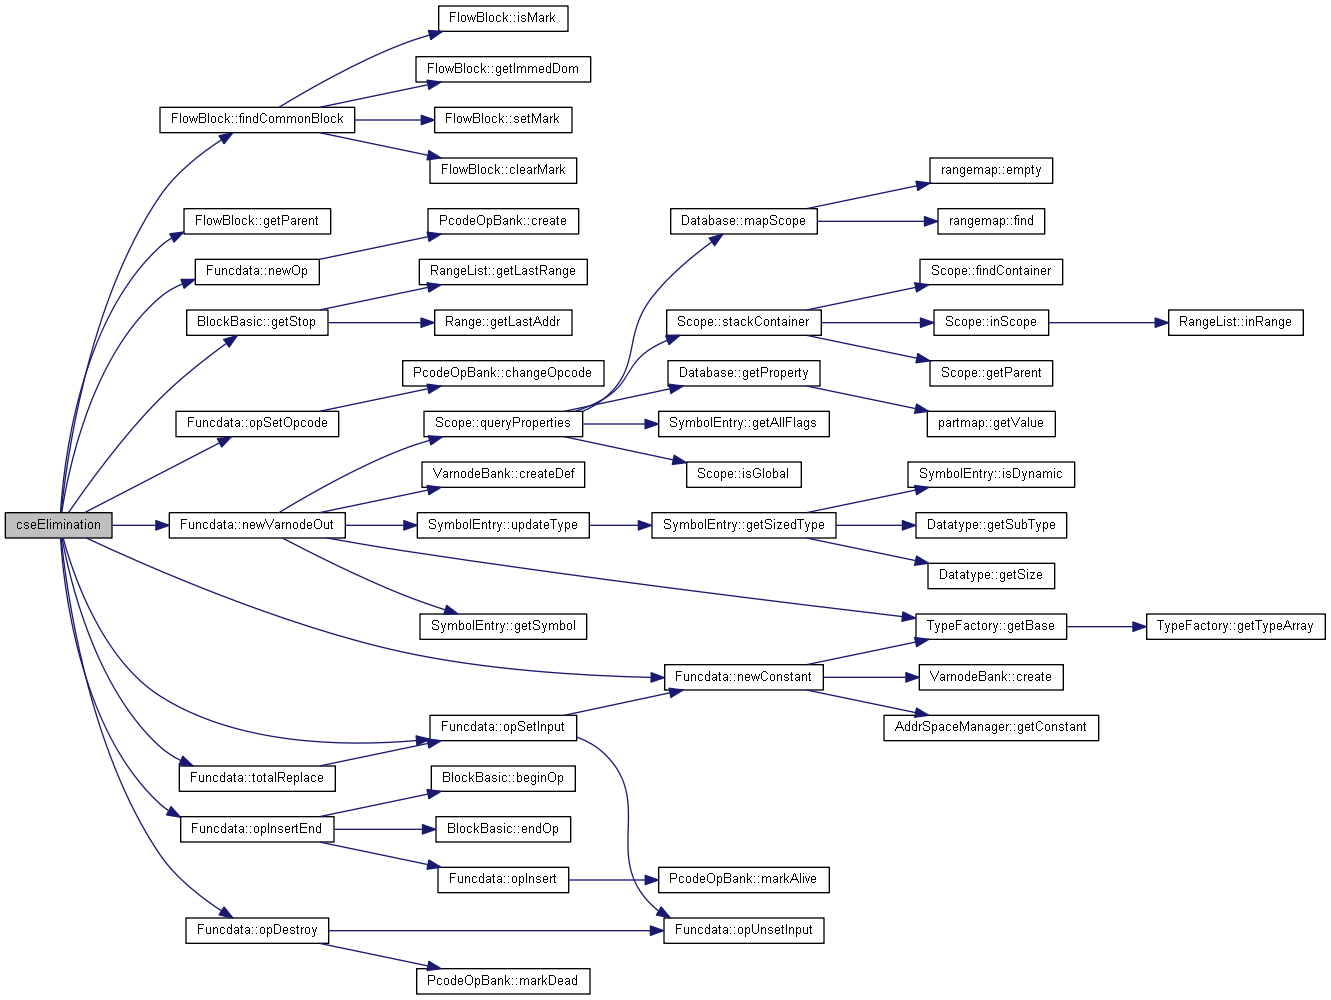 FlowBlock::isMark
FlowBlock::getImmedDom
FlowBlock::findCommonBlock
FlowBlock::setMark
FlowBlock::clearMark
rangemap::empty
FlowBlock::getParent
PcodeOpBank::create
Database::mapScope
rangemap::find
Funcdata::newOp
RangeList::getLastRange
Scope::findContainer
BlockBasic::getStop
Range::getLastAddr
Scope::stackContainer
Scope::inScope
RangeList::inRange
PcodeOpBank::changeOpcode
Database::getProperty
Scope::getParent
Funcdata::opSetOpcode
Scope::queryProperties
SymbolEntry::getAllFlags
partmap::getValue
VarnodeBank::createDef
Scope::isGlobal
SymbolEntry::isDynamic
cseElimination
Funcdata::newVarnodeOut
SymbolEntry::updateType
SymbolEntry::getSizedType
Datatype::getSubType
Datatype::getSize
SymbolEntry::getSymbol
TypeFactory::getBase
TypeFactory::getTypeArray
Funcdata::newConstant
VarnodeBank::create
Funcdata::opSetInput
AddrSpaceManager::getConstant
Funcdata::totalReplace
BlockBasic::beginOp
Funcdata::opInsertEnd
BlockBasic::endOp
Funcdata::opInsert
PcodeOpBank::markAlive
Funcdata::opDestroy
Funcdata::opUnsetInput
PcodeOpBank::markDead